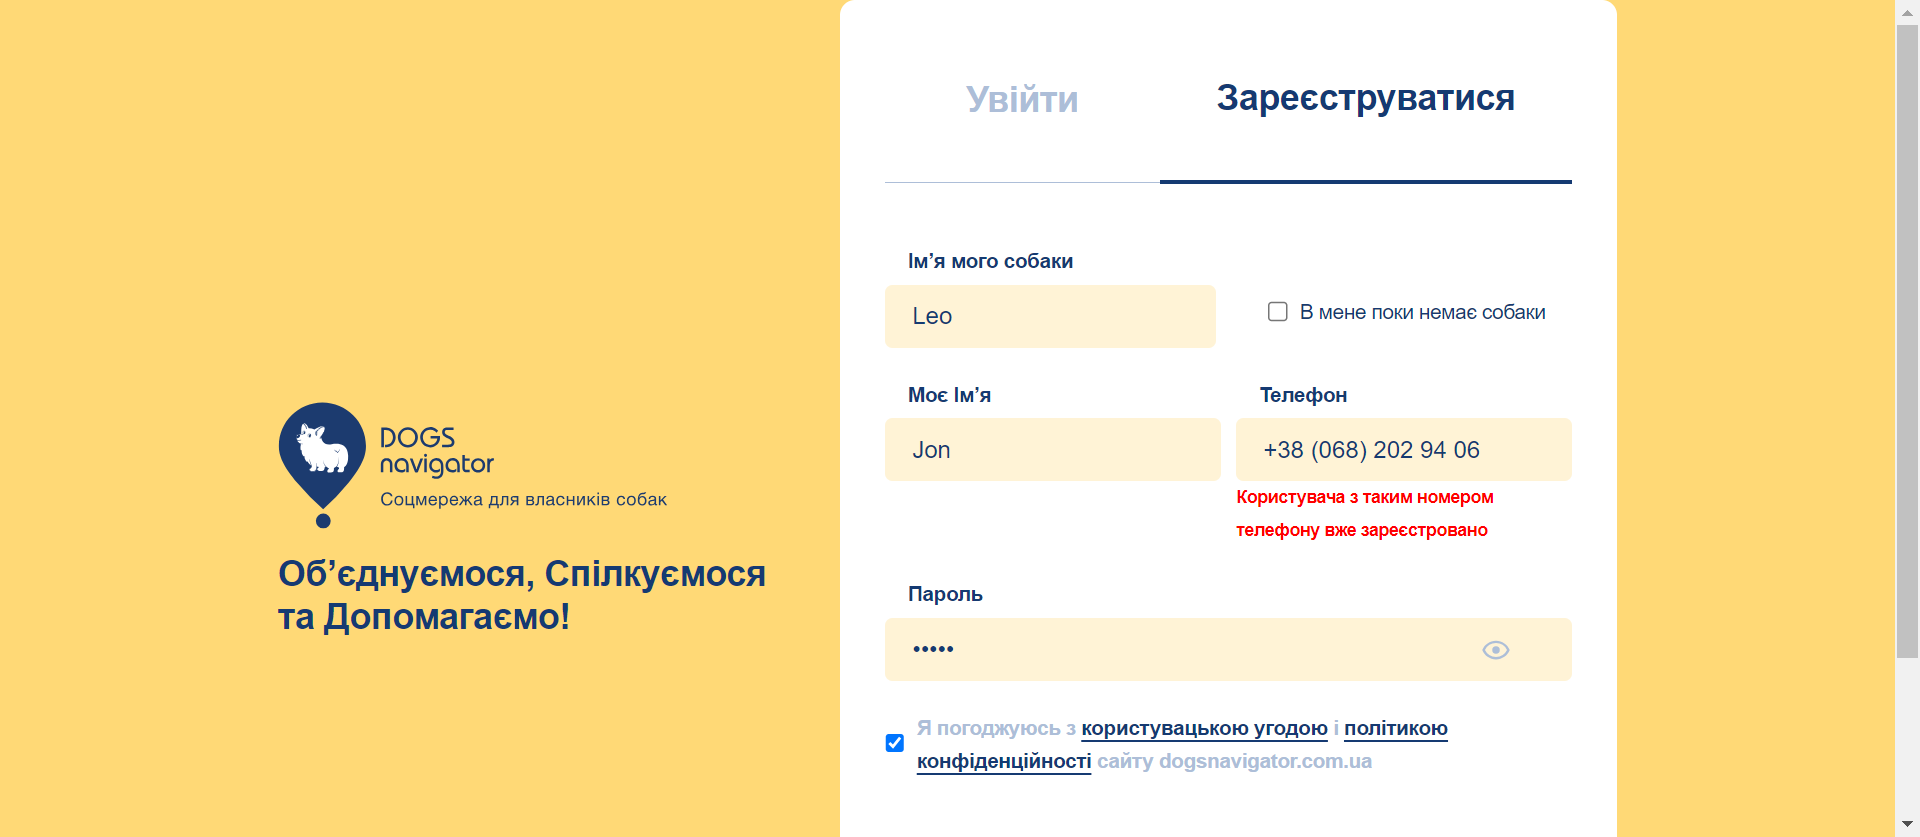 Увійти
Зареєструватися
Ім’я мого собаки
Leo
В мене поки немає собаки
Моє Ім’я
Телефон
Jon
+38 (068) 202 94 06
Користувача з таким номером
телефону вже зареєстровано
Пароль
•••••
Я погоджуюсь з користувацькою угодою і політикою
конфіденційності сайту dogsnavigator.com.ua
DOGS
navigator
Соцмережа для власників собак
Об’єднуємося, Спілкуємося
та Допомагаємо!